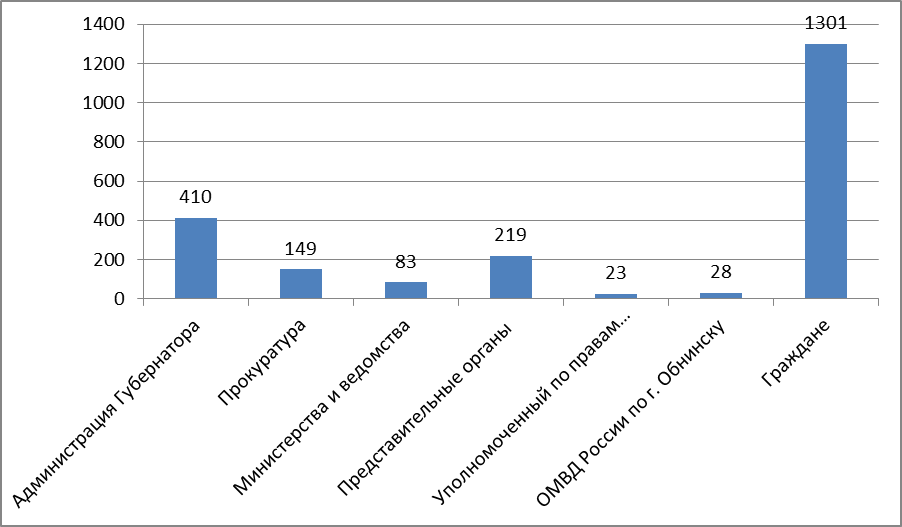 1400
1200
1000
800
600
400
200
0
410
149
83
219
23
28
1301
Администрация Губернатора
Прокуратура
Министерства и ведомства
Представительные органы
Уполномоченный по правам...
ОМВД России по г. Обнинску
Граждане